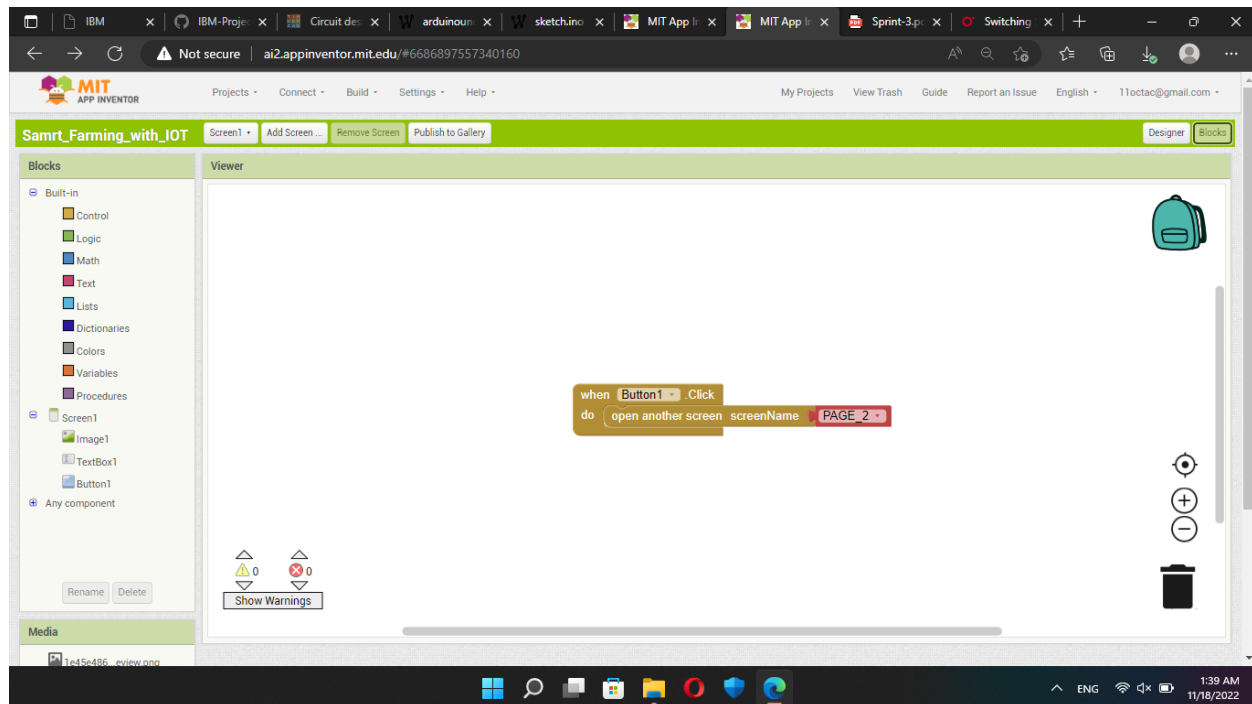 IBM
IBM-Projec
Circuit des
arduinoun
sketch.ino
MIT App In
MIT App In
Sprint-3.pd
Switching
Not secure
ai2.appinventor.mit.edu/#6686897557340160
MIT
APP INVENTOR
Projects
Connect
Build
Settings
Help
My Projects
View Trash
Guide
Report an Issue
English
11octac@gmail.com
Samrt_Farming_with_IOT
Screen1
Add Screen ...
Remove Screen
Publish to Gallery
Designer
Blocks
Blocks
Viewer
Built-in
Control
Logic
Math
Text
Lists
Dictionaries
Colors
Variables
Procedures
Screen1
Image1
TextBox1
Button1
Any component
Rename
Delete
Media
1e45e486...eview.png
when Button1 .Click
do open another screen screenName PAGE_2
0
0
Show Warnings
ENG
1:39 AM
11/18/2022